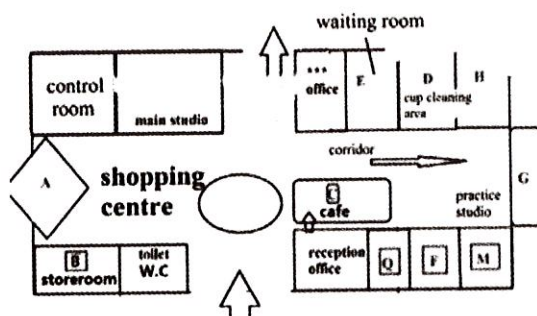 waiting room
control
room
main studio
***
office
E
D
H
cup cleaning
area
corridor
A
shopping
centre
C
cafe
practice
studio
G
B
storeroom
toilet
W.C
reception
office
Q
F
M